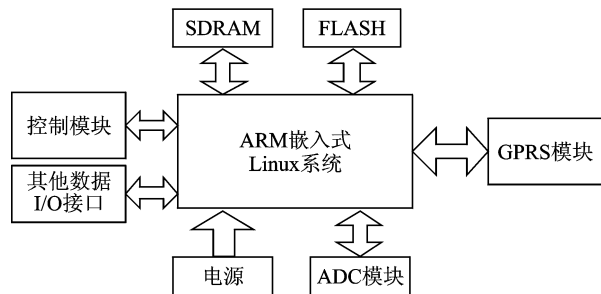 SDRAM
FLASH
控制模块
ARM嵌入式
Linux系统
GPRS模块
其他数据
I/O接口
电源
ADC模块